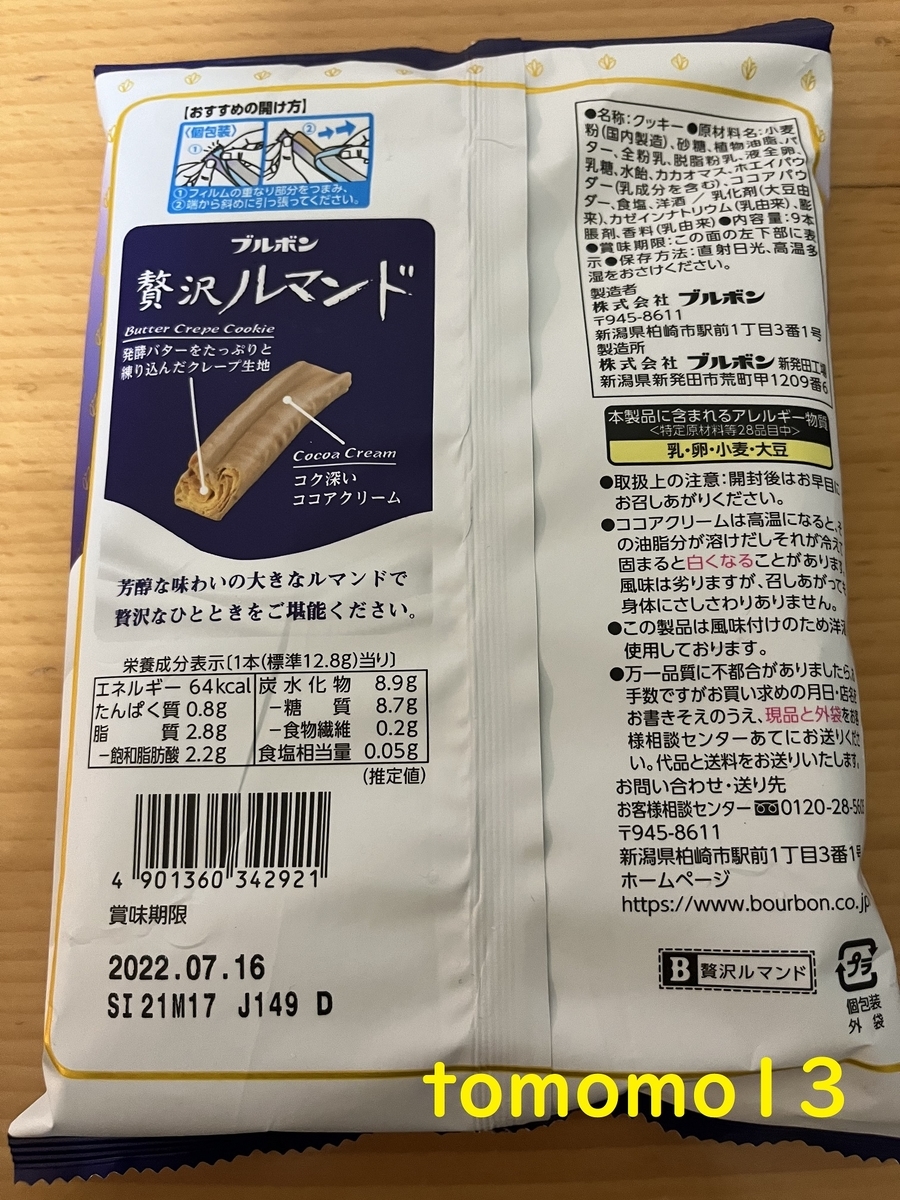 【おすすめの開け方】
〈個包装〉
①
②
①フィルムの重なり部分をつまみ、
②端から斜めに引っ張ってください。
ブルボン
贅沢ルマンド
Butter Crepe Cookie
発酵バターをたっぷりと
練り込んだクレープ生地
Cocoa Cream
コク深い
ココアクリーム
芳醇な味わいの大きなルマンドで
贅沢なひとときをご堪能ください。
栄養成分表示〔1本(標準12.8g)当り〕
エネルギー 64kcal 炭水化物 8.9g
たんぱく質 0.8g －糖質 8.7g
脂質 2.8g －食物繊維 0.2g
－飽和脂肪酸 2.2g 食塩相当量 0.05g
(推定値)
4 901360 342921
賞味期限
2022.07.16
SI 21M17 J149 D
●名称:クッキー●原材料名:小麦
粉(国内製造)、砂糖、植物油脂、バ
ター、全粉乳、脱脂粉乳、液全卵、
乳糖、水飴、カカオマス、ホエイパウ
ダー(乳成分を含む)、ココアパウ
ダー、食塩、洋酒／乳化剤(大豆由
来)、カゼインナトリウム(乳由来)、膨
脹剤、香料(乳由来)●内容量:9本
●賞味期限:この面の左下部に表
示●保存方法:直射日光、高温多
湿をおさけください。
製造者
株式会社 ブルボン
〒945-8611
新潟県柏崎市駅前1丁目3番1号
製造所
株式会社 ブルボン 新発田工場
新潟県新発田市荒町甲1209番6
本製品に含まれるアレルギー物質
<特定原材料等28品目中>
乳・卵・小麦・大豆
●取扱上の注意:開封後はお早目に
お召しあがりください。
●ココアクリームは高温になると、そ
の油脂分が溶けだしそれが冷えて
固まると白くなることがあります。
風味は劣りますが、召しあがっても
身体にさしさわりありません。
●この製品は風味付けのため洋酒
使用しております。
●万一品質に不都合がありましたら、お
手数ですがお買い求めの月日・店名を
お書きそえのうえ、現品と外袋をお客
様相談センターあてにお送りくださ
い。代品と送料をお送りいたします。
お問い合わせ・送り先
お客様相談センター 0120-28-5605
〒945-8611
新潟県柏崎市駅前1丁目3番1号
ホームページ
https://www.bourbon.co.jp
B 贅沢ルマンド
プラ
個包装
外袋
tomomo13